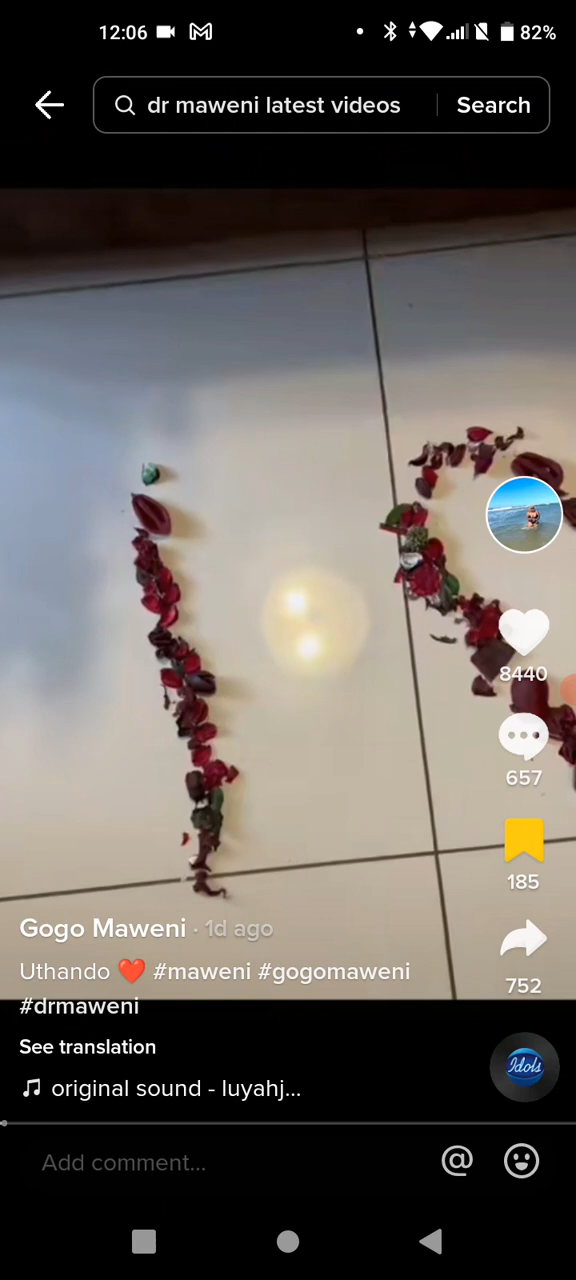 12:06
82%
dr maweni latest videos
Search
8440
657
185
Gogo Maweni · 1d ago
Uthando ❤️ #maweni #gogomaweni
752
#drmaweni
See translation
Idols
original sound - luyahj...
Add comment...